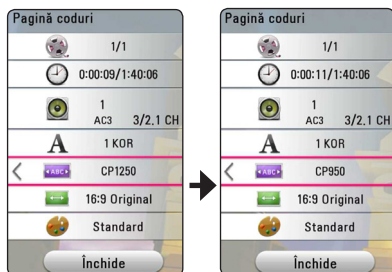 Pagină coduri
1/1
0:00:09/1:40:06
1
AC3 3/2.1 CH
A 1 KOR
ABC CP1250
16:9 Original
Standard
Închide
Pagină coduri
1/1
0:00:11/1:40:06
1
AC3 3/2.1 CH
A 1 KOR
ABC CP950
16:9 Original
Standard
Închide